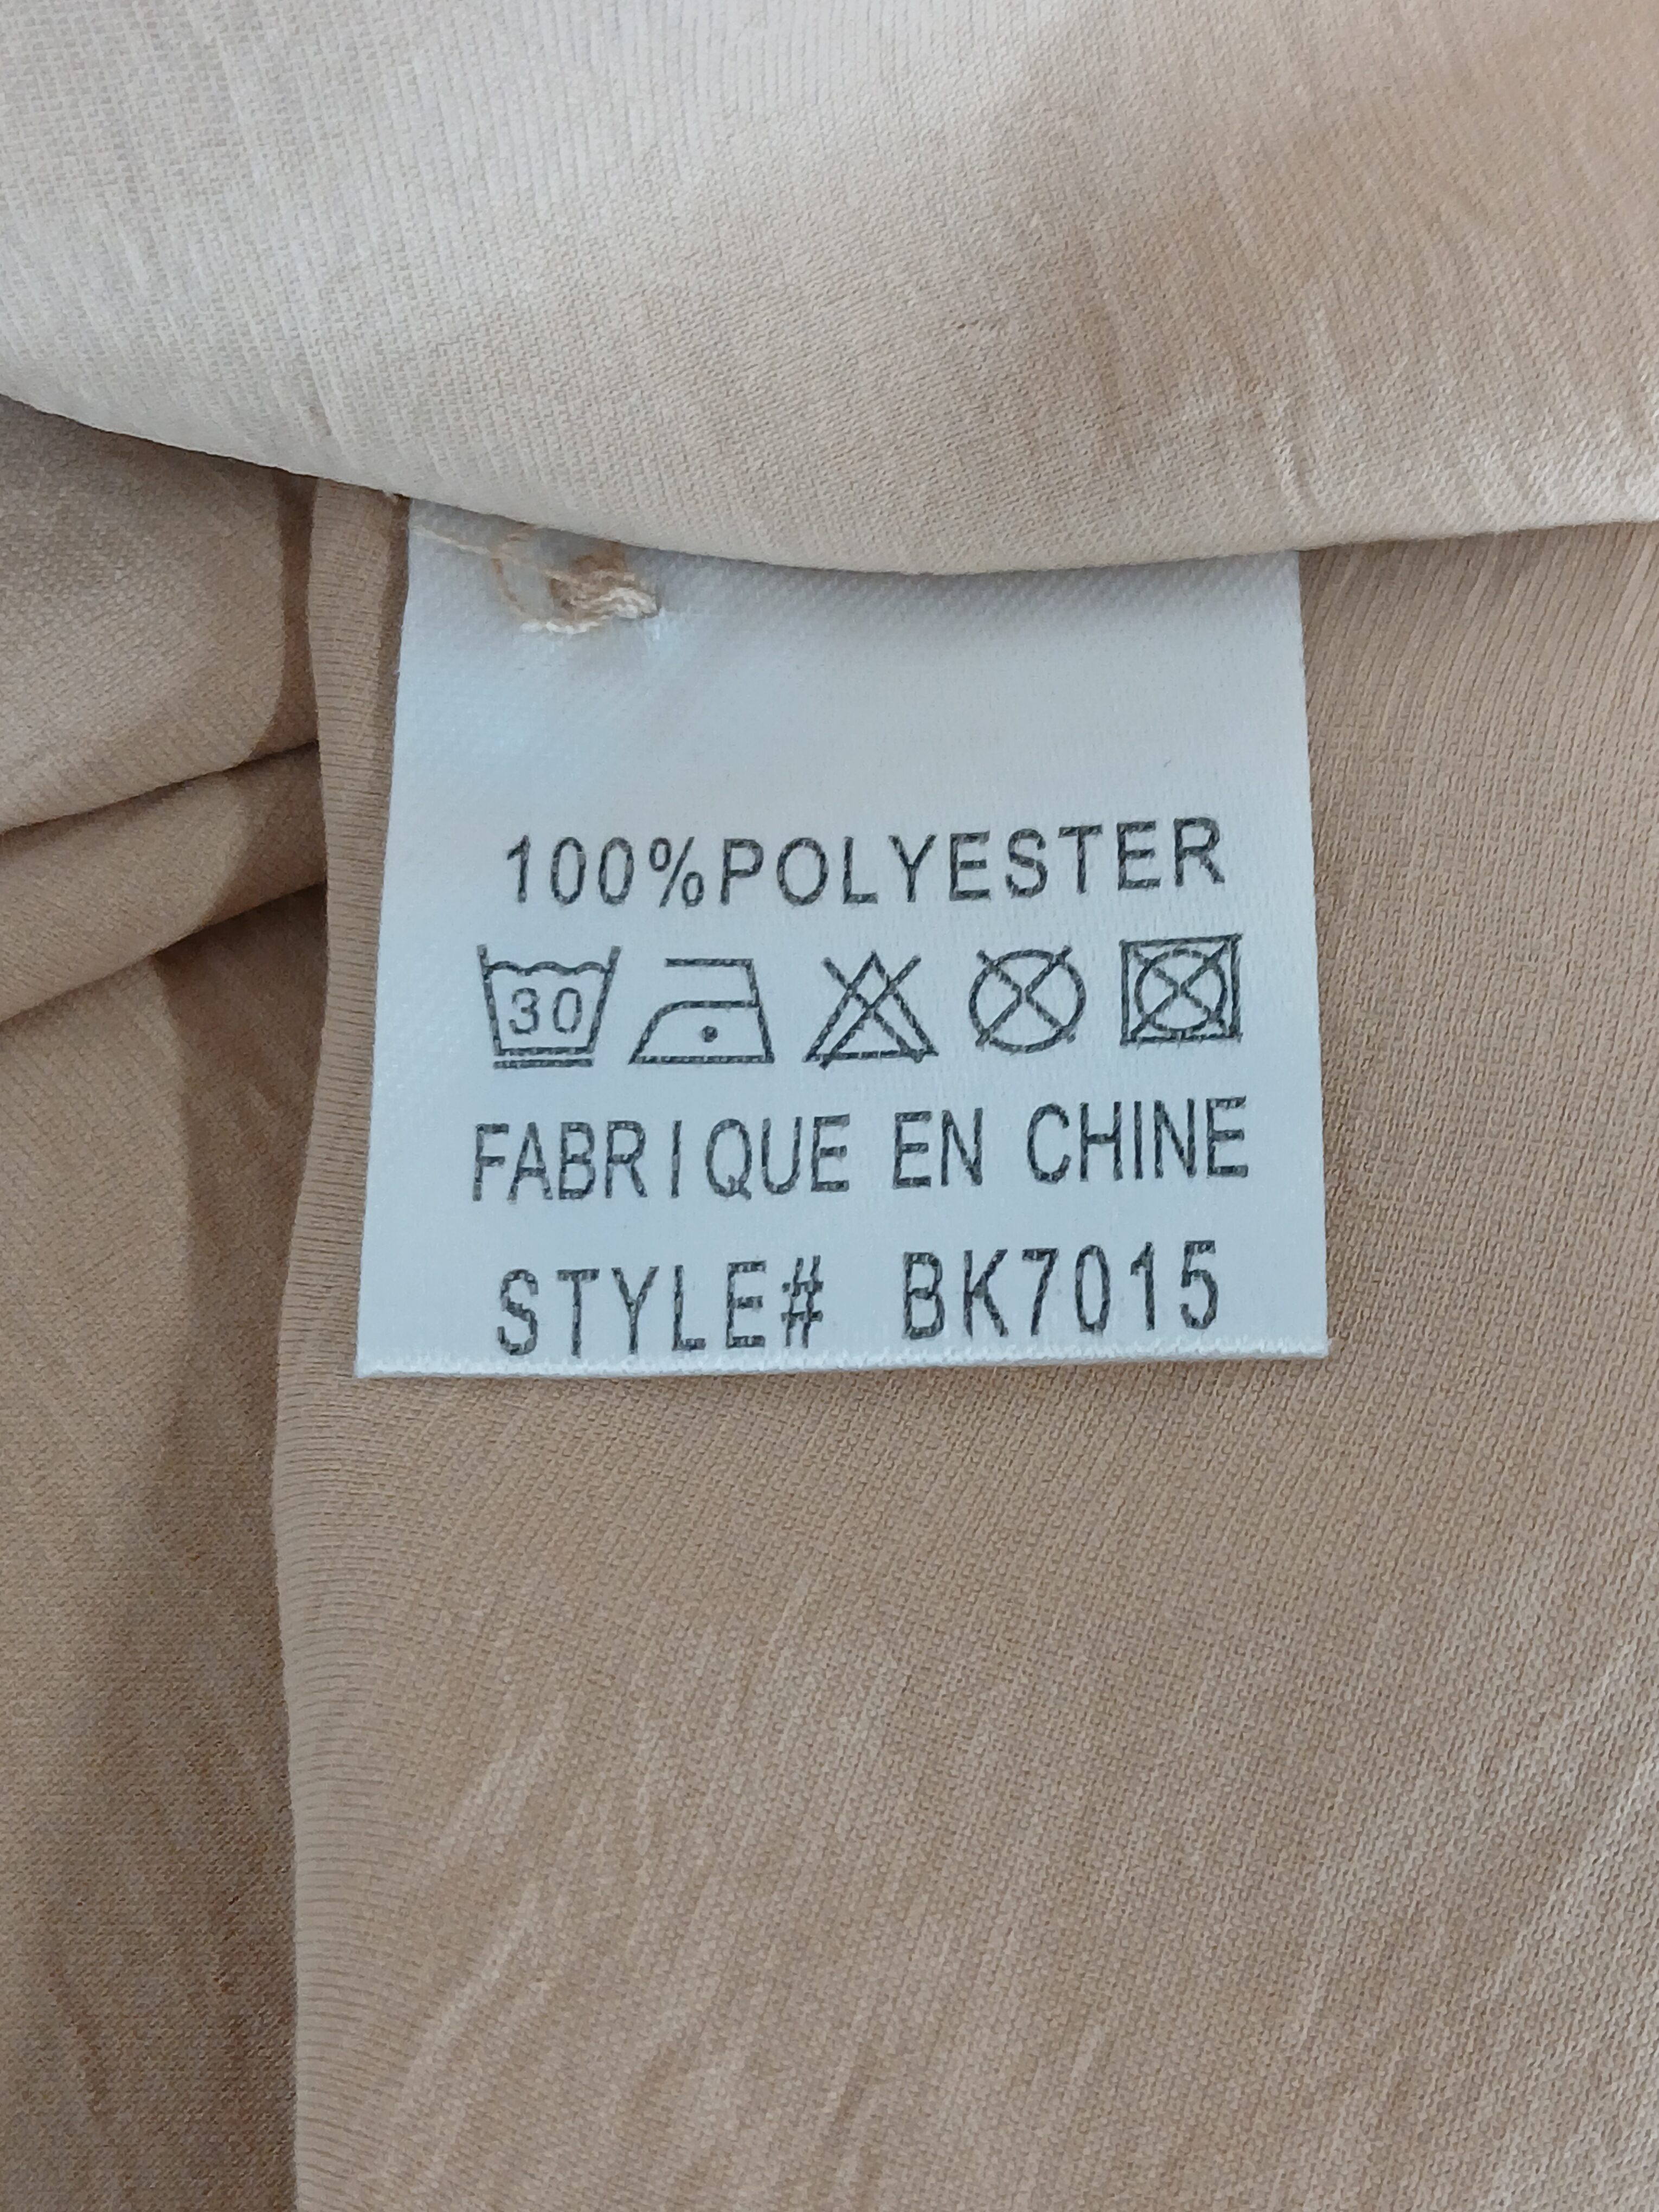 100%POLYESTER
30
FABRIQUE EN CHINE
STYLE# BK7015